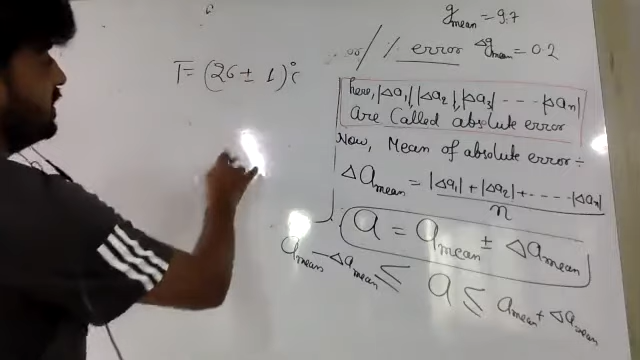 g_mean = 9.7
or / % error Δg_mean = 0.2
T = (26 ± 1)°c
here, |Δa₁|, |Δa₂|, |Δa₃| - - - - |Δaₙ|
are Called absolute error
Now, Mean of absolute error ÷
Δa_mean = |Δa₁| + |Δa₂| + - - - - |Δaₙ| / n
a = a_mean ± Δa_mean
a_mean - Δa_mean ≤ a ≤ a_mean + Δa_mean